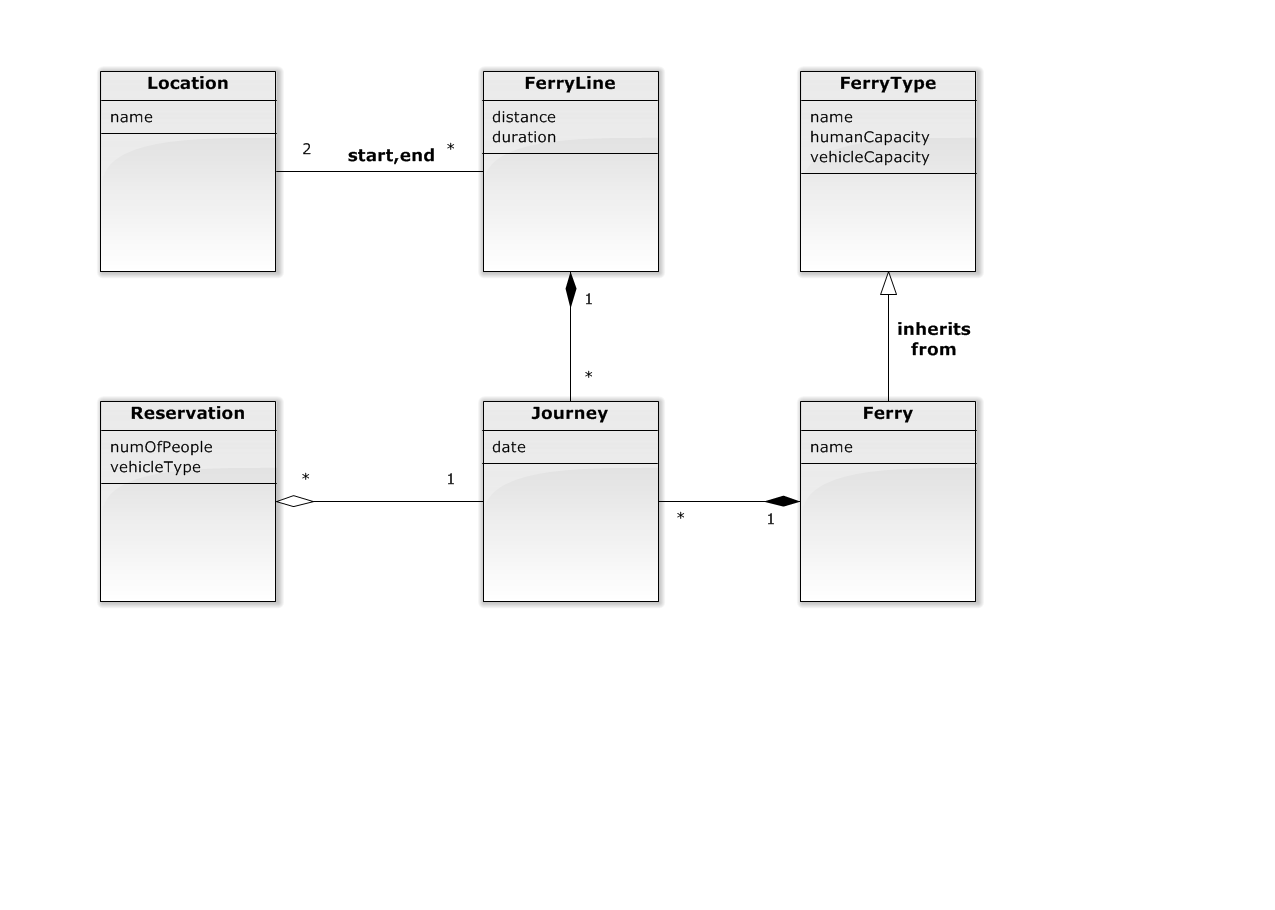 Location
name
2
start,end
*
FerryLine
distance
duration
FerryType
name
humanCapacity
vehicleCapacity
1
*
inherits
from
Reservation
numOfPeople
vehicleType
*
1
Journey
date
*
1
Ferry
name